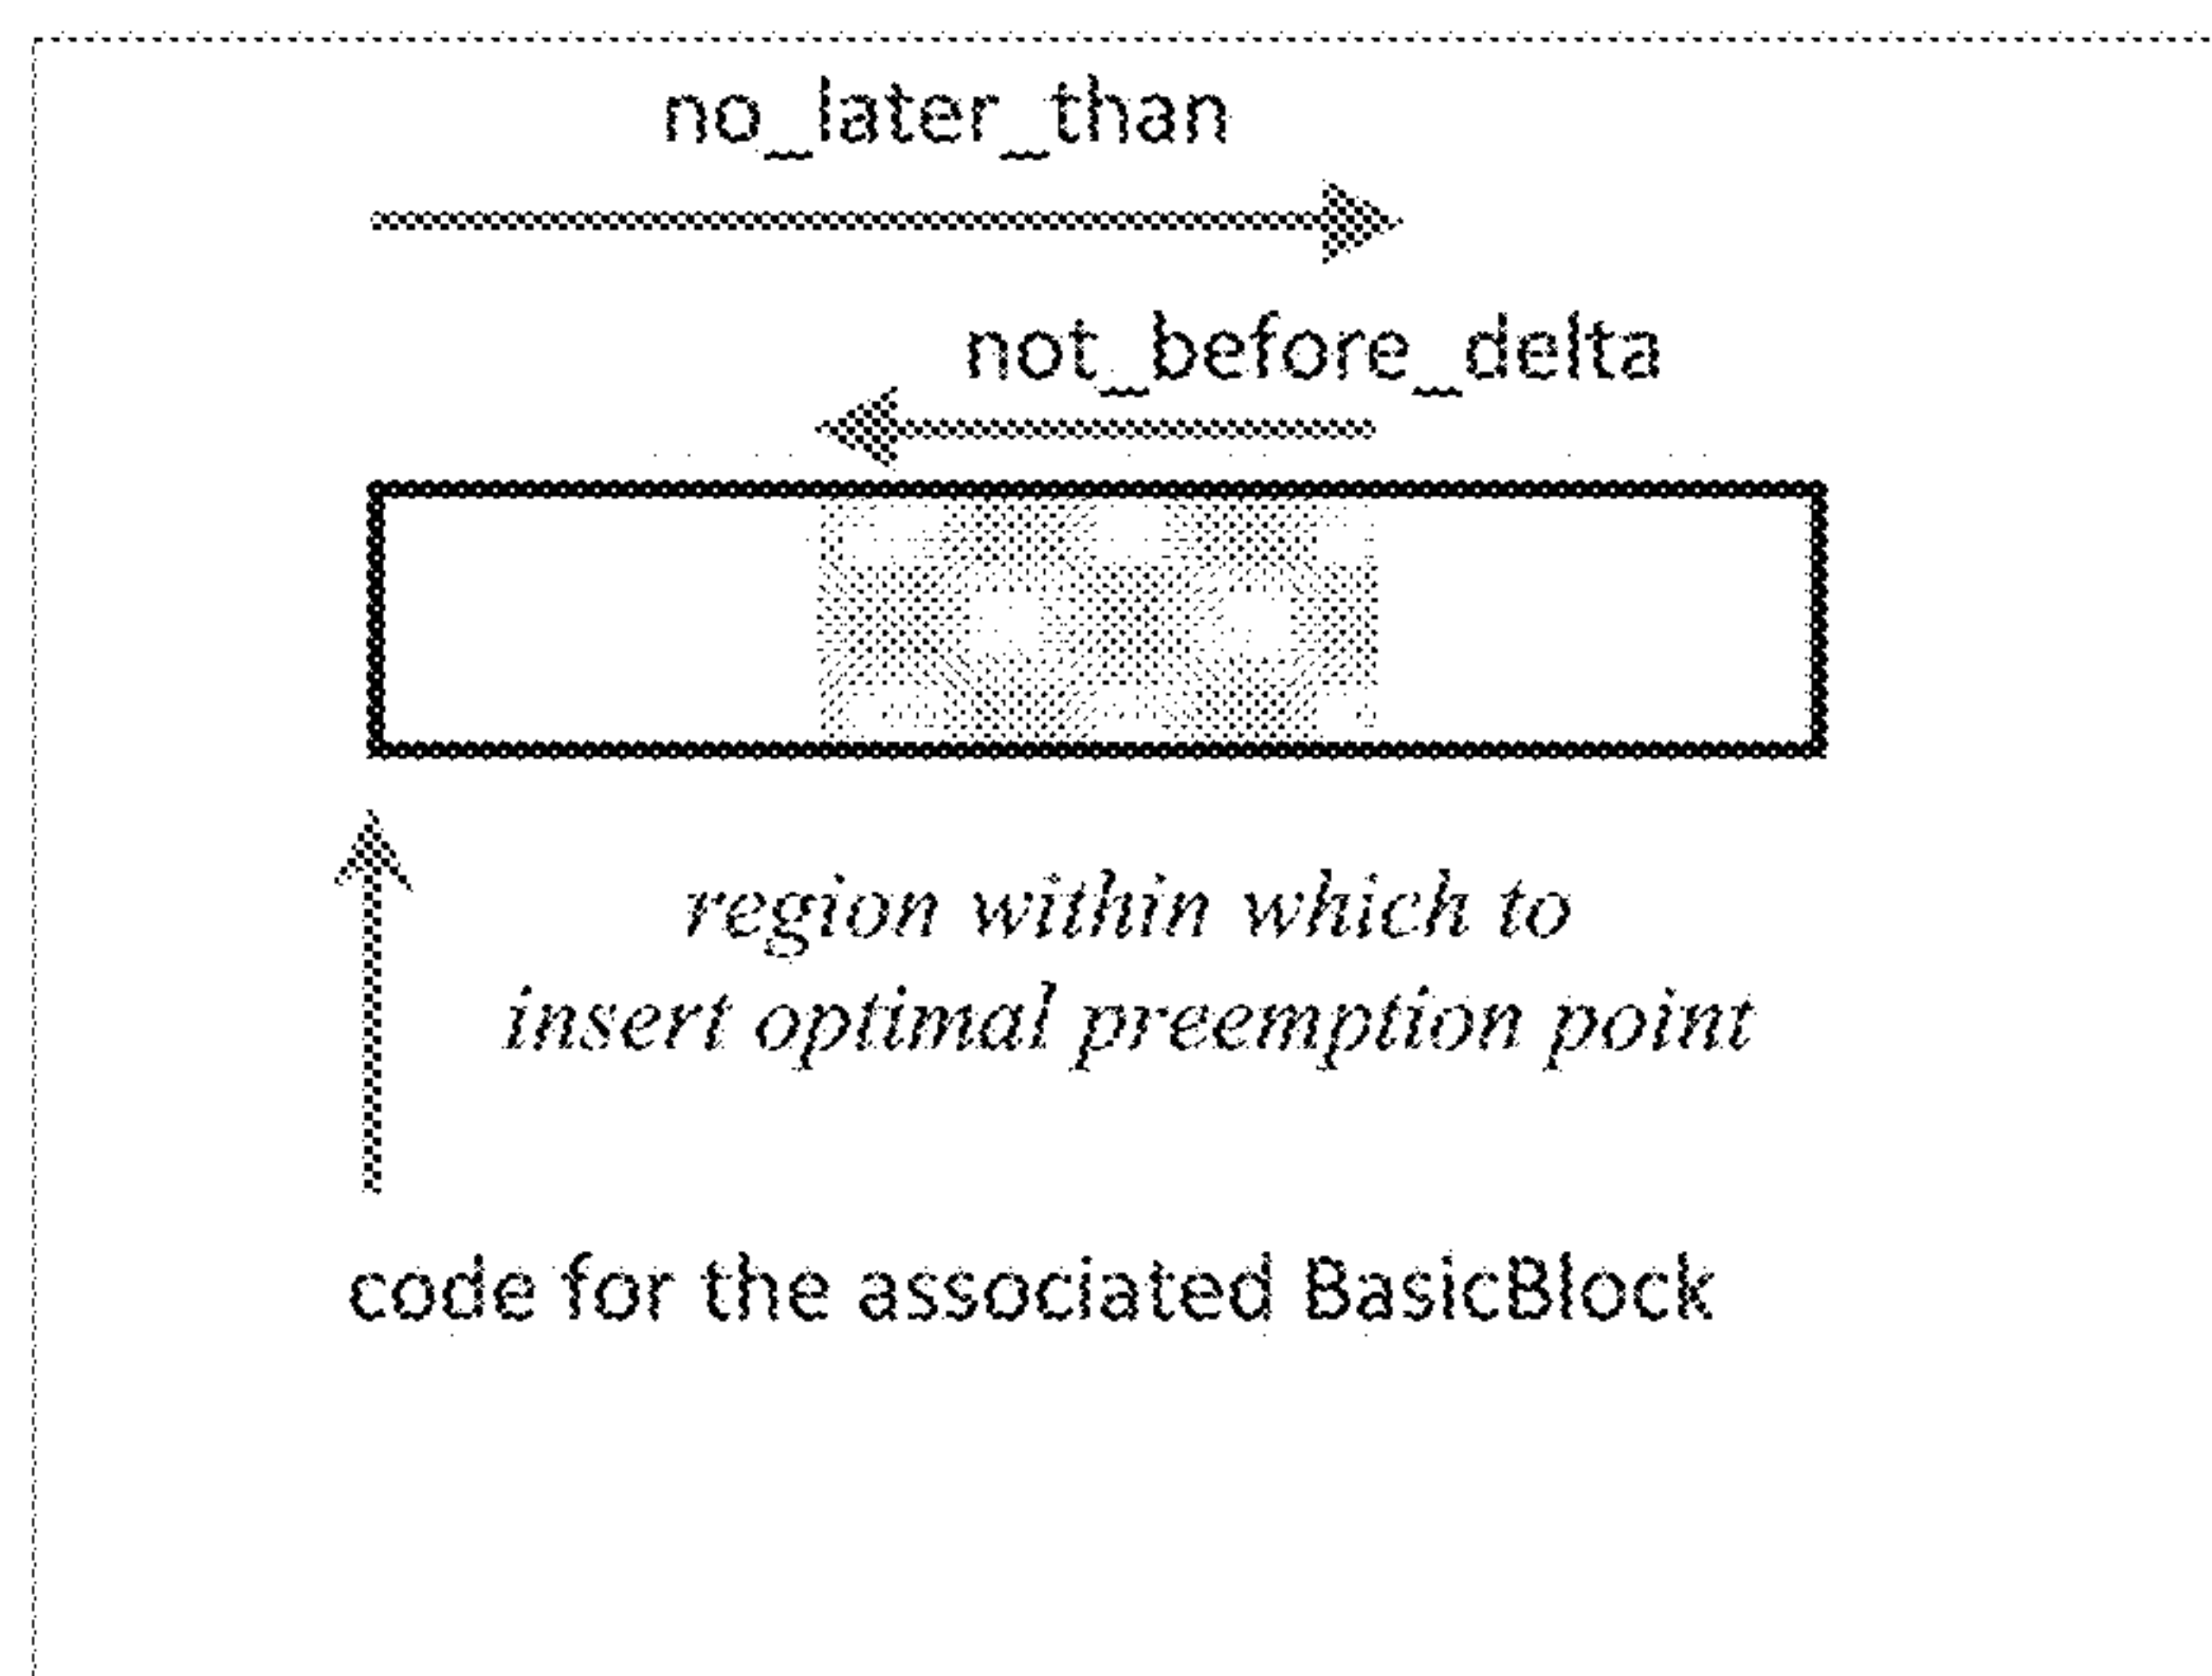 no_later_than
not_before_delta
region within which to
insert optimal preemption point
code for the associated BasicBlock